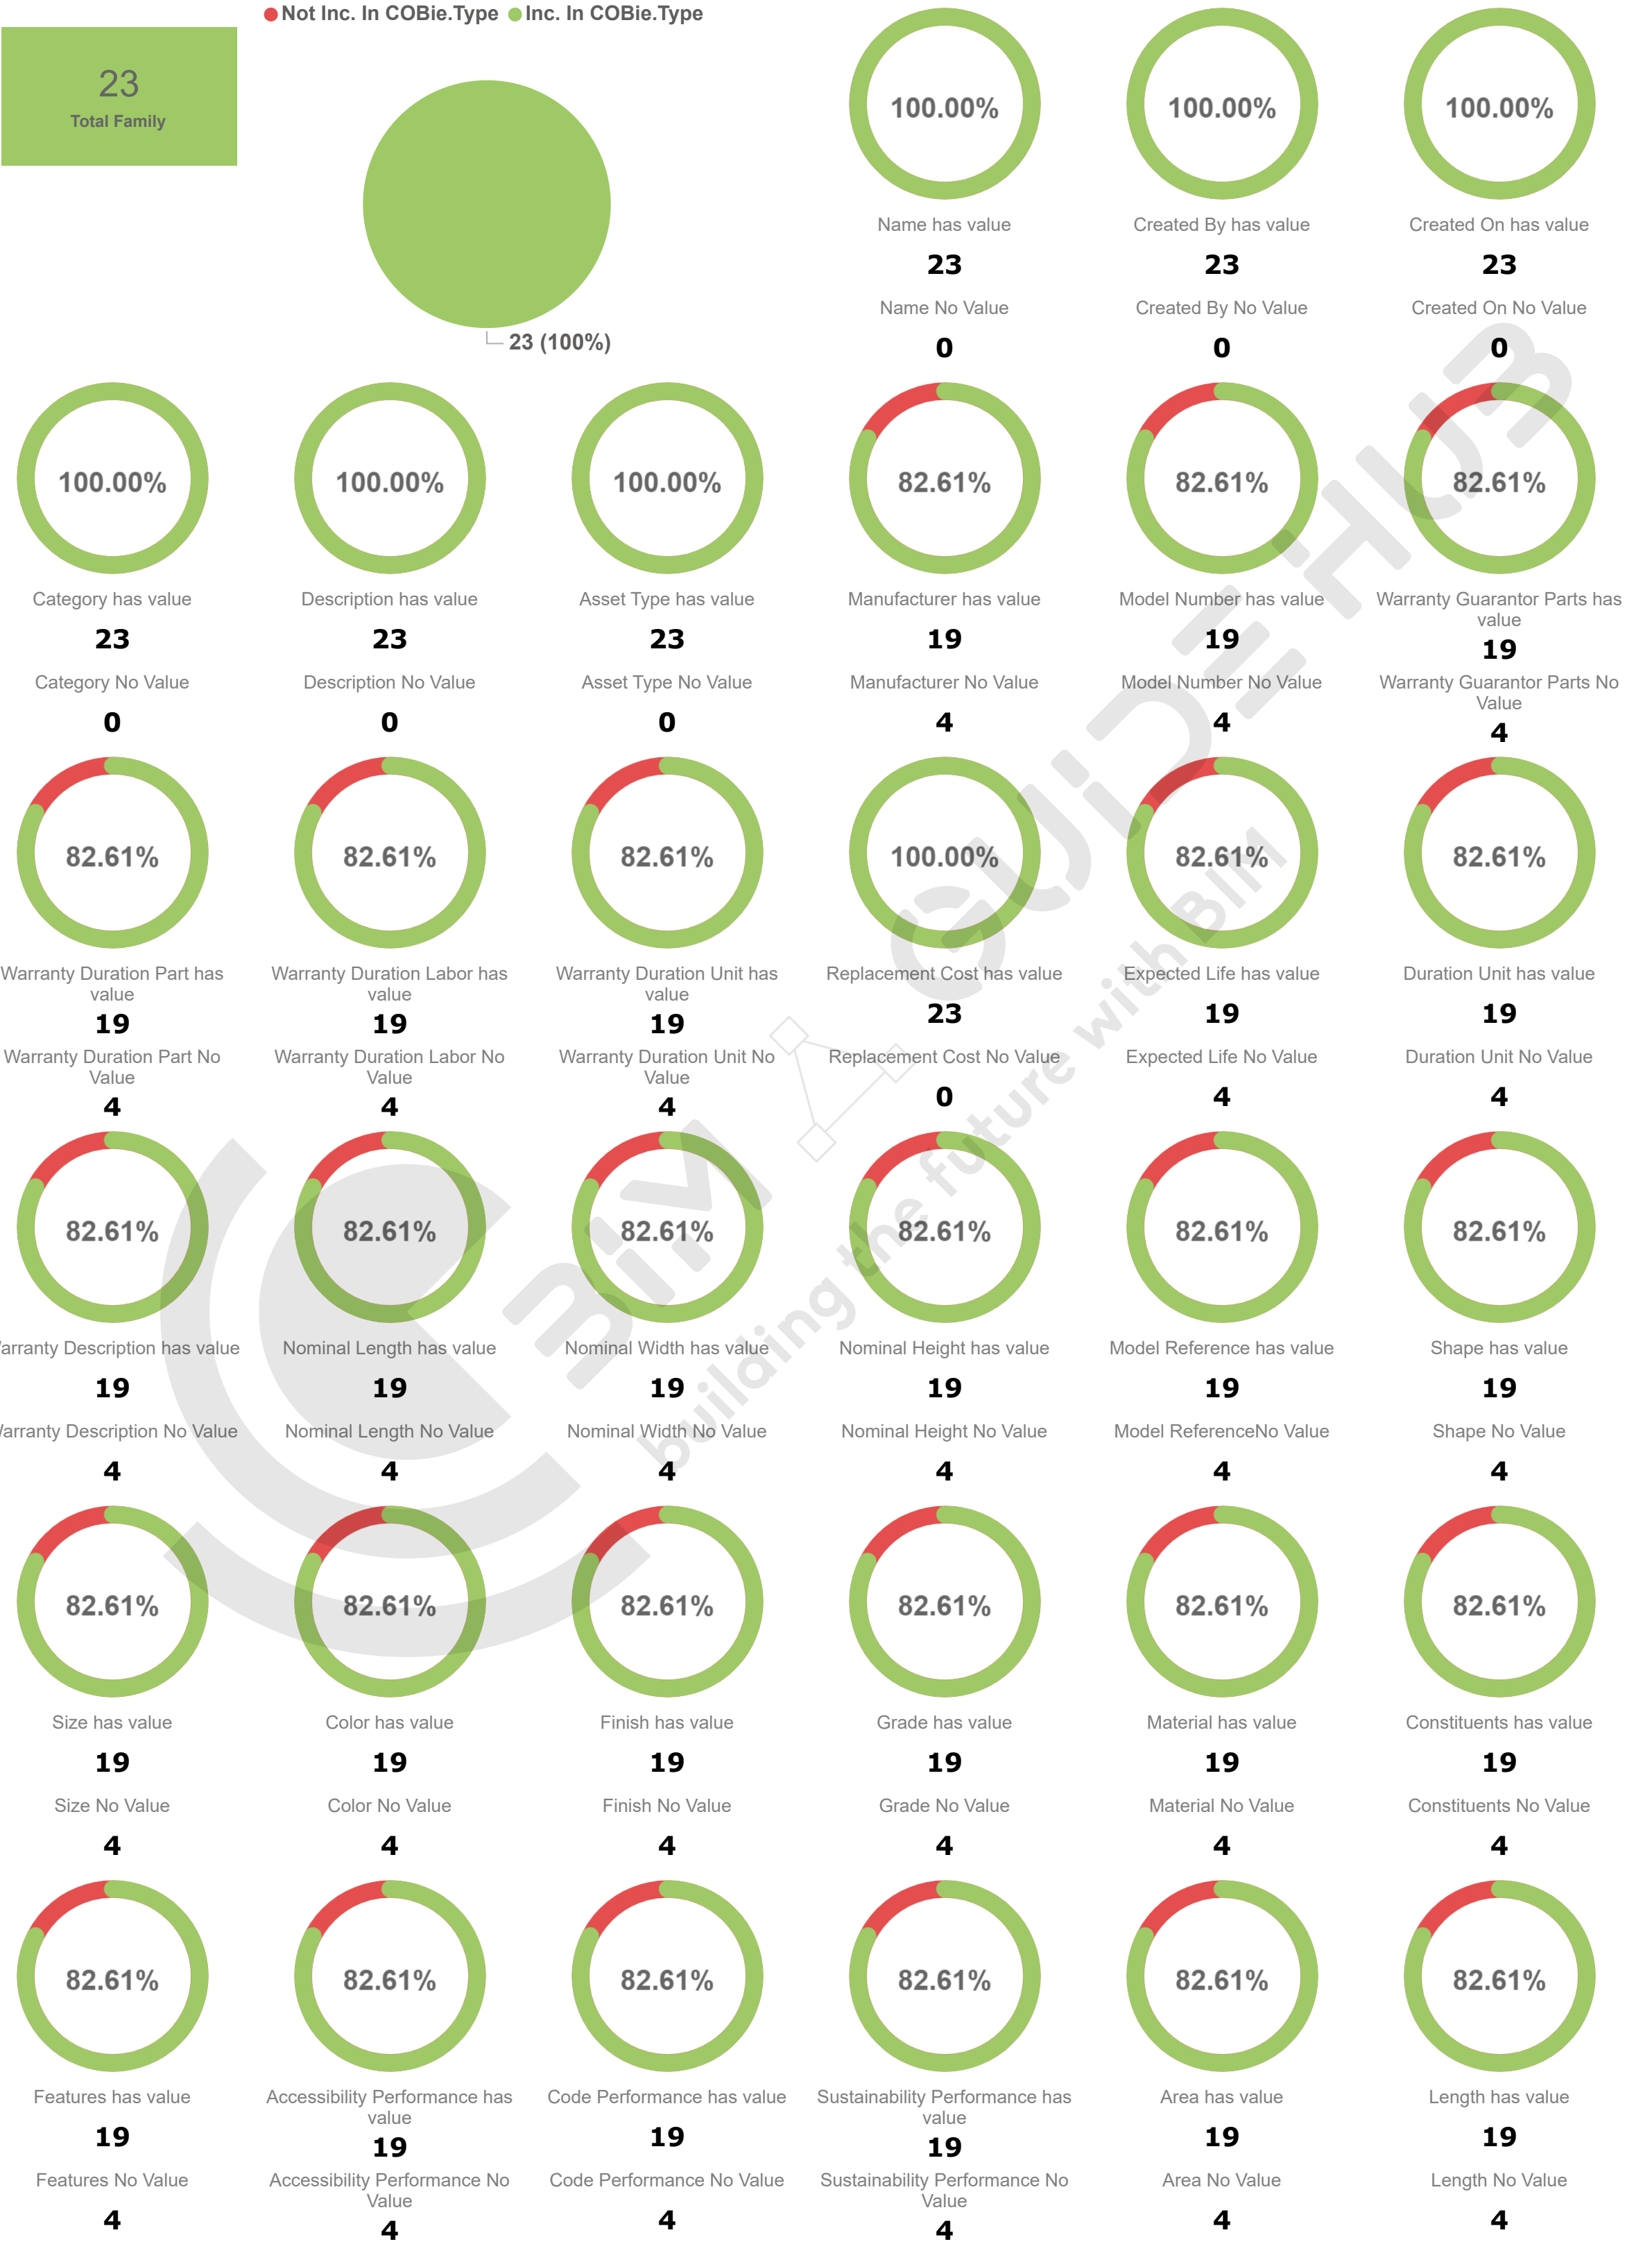 Not Inc. In COBie.Type Inc. In COBie.Type
23
Total Family
23 (100%)
100.00% 100.00% 100.00%
Name has value Created By has value Created On has value
23 23 23
Name No Value Created By No Value Created On No Value
0 0 0
100.00% 100.00% 100.00% 82.61% 82.61% 82.61%
Category has value Description has value Asset Type has value Manufacturer has value Model Number has value Warranty Guarantor Parts has
value
23 23 23 19 19 19
Category No Value Description No Value Asset Type No Value Manufacturer No Value Model Number No Value Warranty Guarantor Parts No
Value
0 0 0 4 4 4
82.61% 82.61% 82.61% 100.00% 82.61% 82.61%
Warranty Duration Part has Warranty Duration Labor has Warranty Duration Unit has Replacement Cost has value Expected Life has value Duration Unit has value
value value value
19 19 19 23 19 19
Warranty Duration Part No Warranty Duration Labor No Warranty Duration Unit No Replacement Cost No Value Expected Life No Value Duration Unit No Value
Value Value Value
4 4 4 0 4 4
82.61% 82.61% 82.61% 82.61% 82.61% 82.61%
arranty Description has value Nominal Length has value Nominal Width has value Nominal Height has value Model Reference has value Shape has value
19 19 19 19 19 19
arranty Description No Value Nominal Length No Value Nominal Width No Value Nominal Height No Value Model ReferenceNo Value Shape No Value
4 4 4 4 4 4
82.61% 82.61% 82.61% 82.61% 82.61% 82.61%
Size has value Color has value Finish has value Grade has value Material has value Constituents has value
19 19 19 19 19 19
Size No Value Color No Value Finish No Value Grade No Value Material No Value Constituents No Value
4 4 4 4 4 4
82.61% 82.61% 82.61% 82.61% 82.61% 82.61%
Features has value Accessibility Performance has Code Performance has value Sustainability Performance has Area has value Length has value
value value
19 19 19 19 19 19
Features No Value Accessibility Performance No Code Performance No Value Sustainability Performance No Area No Value Length No Value
Value Value
4 4 4 4 4 4
BIM GUIDE HUB
building the future with BIM